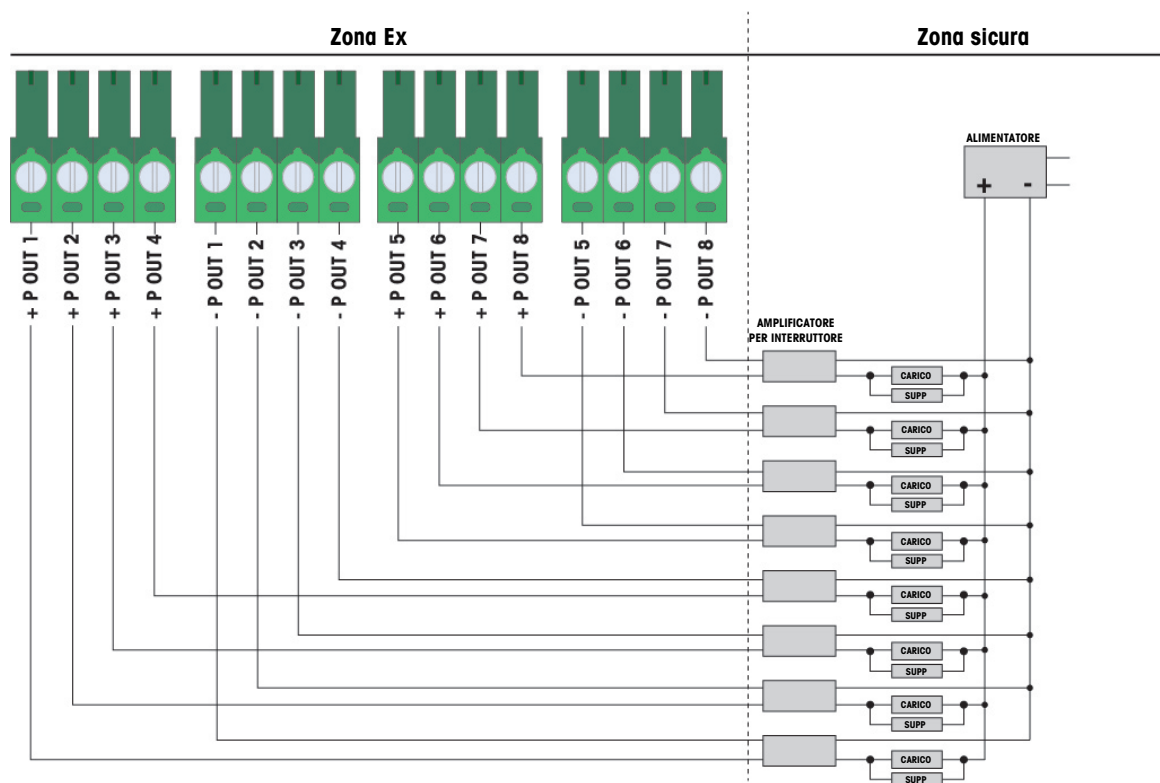 Zona Ex
Zona sicura
ALIMENTATORE
+ -
+ P OUT 1
+ P OUT 2
+ P OUT 3
+ P OUT 4
- P OUT 1
- P OUT 2
- P OUT 3
- P OUT 4
+ P OUT 5
+ P OUT 6
+ P OUT 7
+ P OUT 8
- P OUT 5
- P OUT 6
- P OUT 7
- P OUT 8
AMPLIFICATORE
PER INTERRUTTORE
CARICO
SUPP
CARICO
SUPP
CARICO
SUPP
CARICO
SUPP
CARICO
SUPP
CARICO
SUPP
CARICO
SUPP
CARICO
SUPP